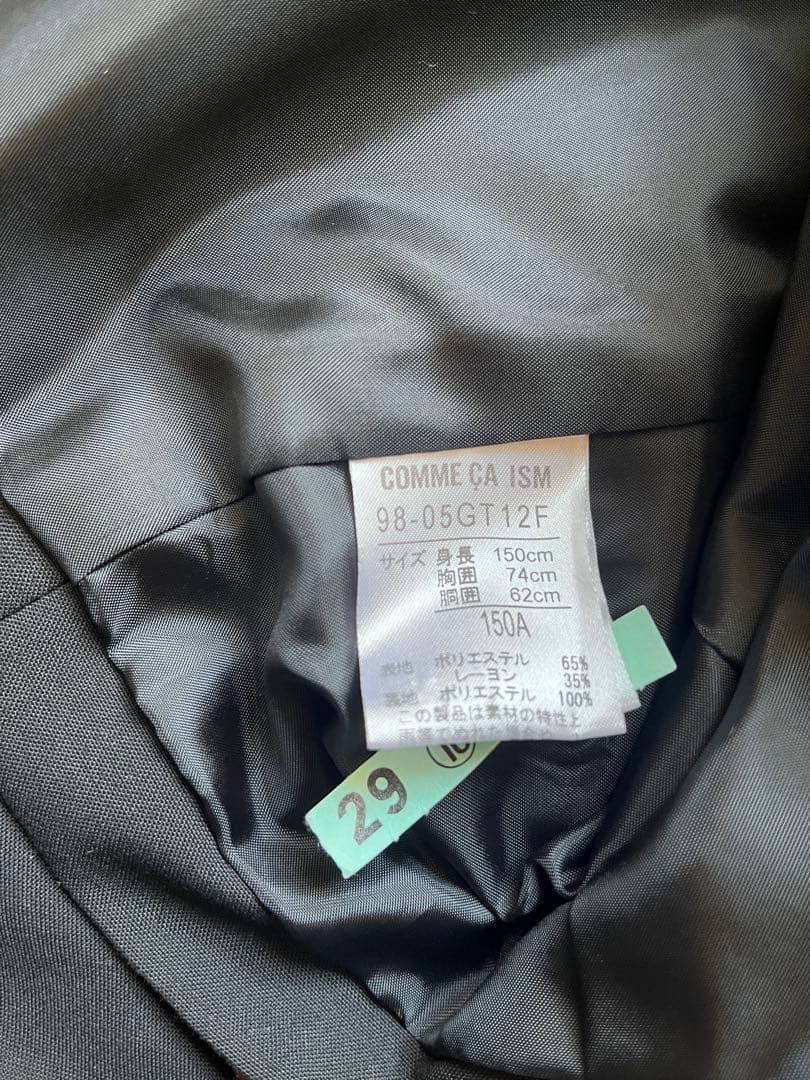 COMME ÇA ISM
98-05GT12F
サイズ 身長 150cm
胸囲 74cm
胴囲 62cm
150A
表地 ポリエステル 65%
レーヨン 35%
ポリエステル 100%
この製品は素材の特性上
29